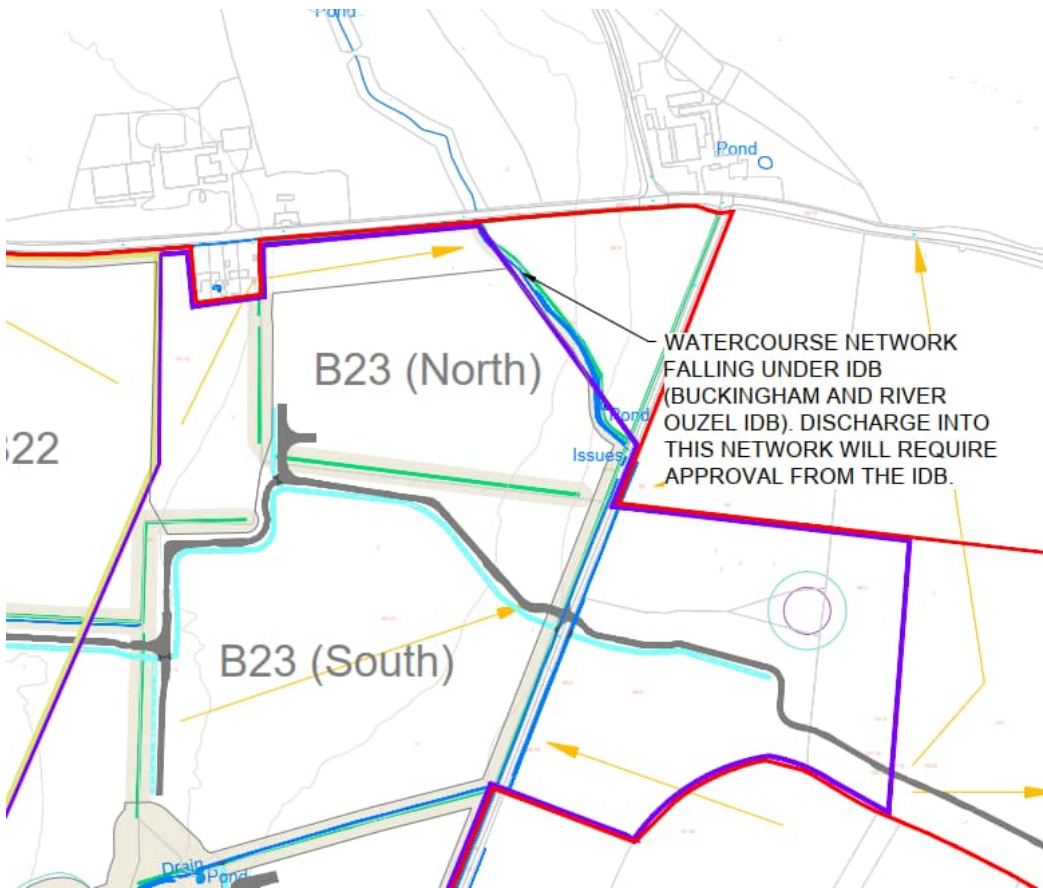 Pond
Pond
WATERCOURSE NETWORK
FALLING UNDER IDB
(BUCKINGHAM AND RIVER
OUZEL IDB). DISCHARGE INTO
THIS NETWORK WILL REQUIRE
APPROVAL FROM THE IDB.
B23 (North)
Pond
22
Issues
B23 (South)
Drain
Pond